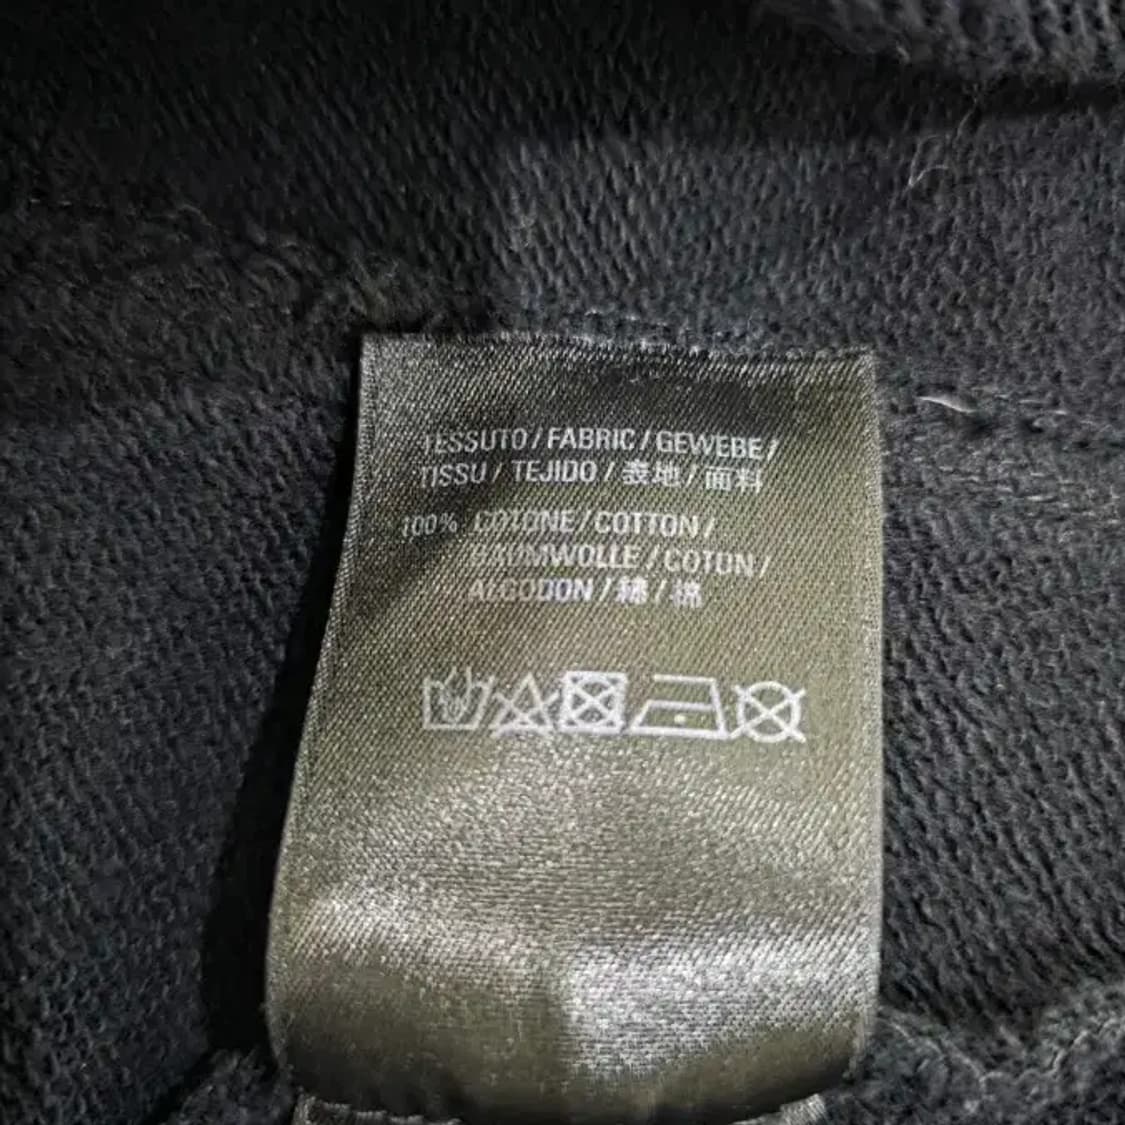 TESSUTO / FABRIC / GEWEBE /
TISSU / TEJIDO / 表地 / 面料
100% COTONE / COTTON /
BAUMWOLLE / COTON /
ALGODON / 綿 / 棉